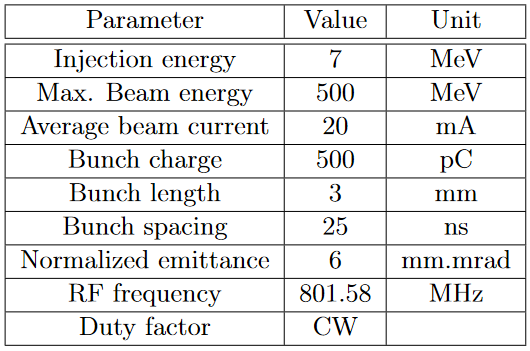 Parameter Value Unit
Injection energy 7 MeV
Max. Beam energy 500 MeV
Average beam current 20 mA
Bunch charge 500 pC
Bunch length 3 mm
Bunch spacing 25 ns
Normalized emittance 6 mm.mrad
RF frequency 801.58 MHz
Duty factor CW